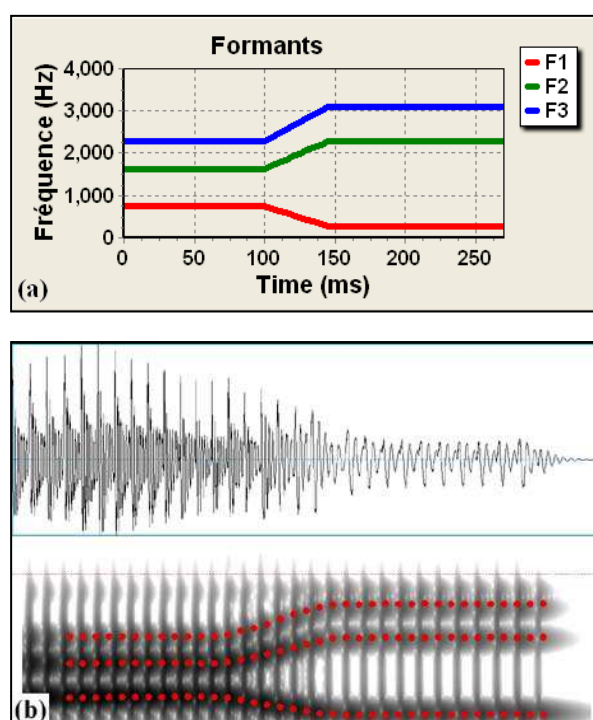 Formants
F1
F2
F3
Fréquence (Hz)
4,000
3,000
2,000
1,000
0
0 50 100 150 200 250
Time (ms)
(a)
(b)